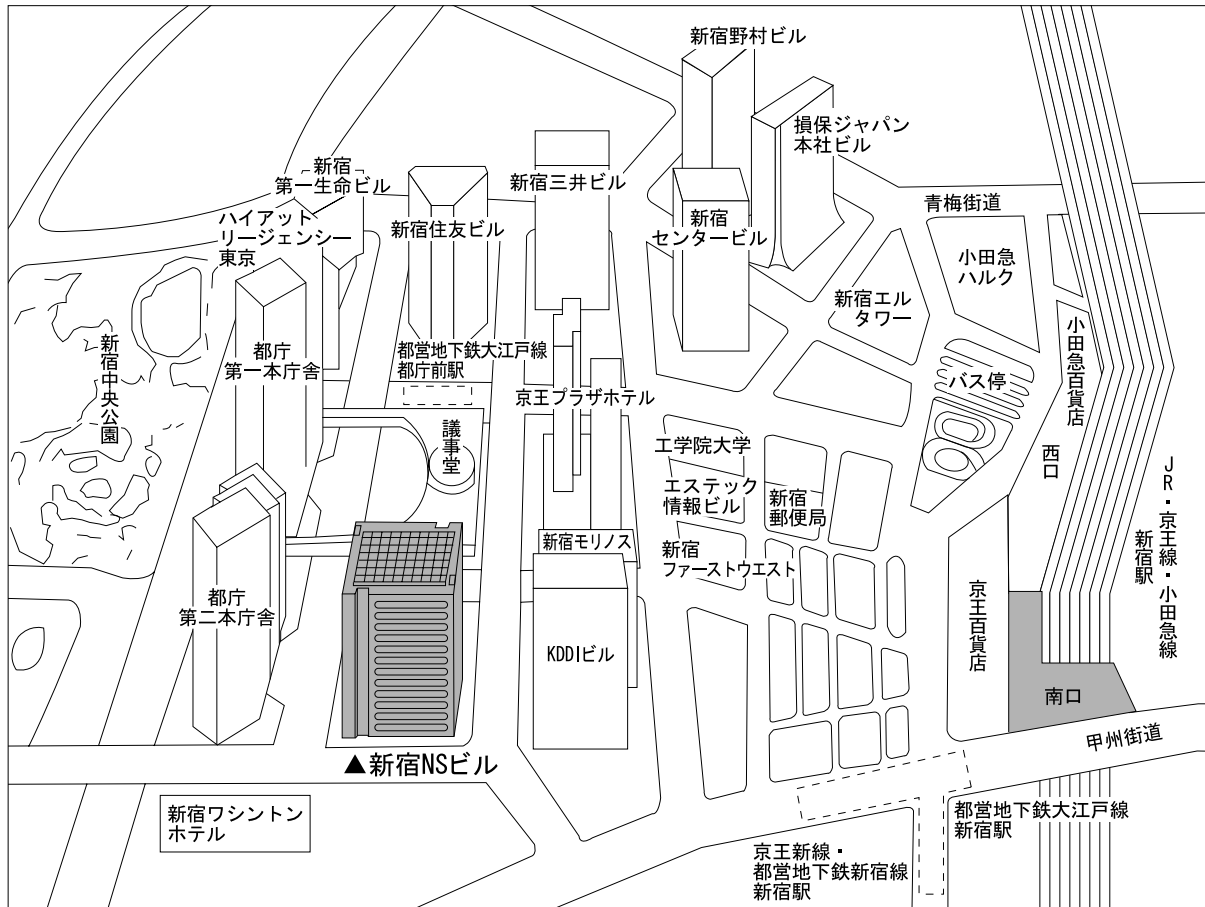 新宿野村ビル
損保ジャパン
本社ビル
新宿
第一生命ビル
新宿三井ビル
ハイアット
リージェンシー
東京
新宿住友ビル
新宿
センタービル
青梅街道
小田急
ハルク
新宿エル
タワー
小田急百貨店
都営地下鉄大江戸線
都庁前駅
都庁
第一本庁舎
新宿中央公園
京王プラザホテル
バス停
議事堂
工学院大学
西口
エステック
情報ビル
新宿
郵便局
JR・京王線・小田急線
新宿駅
新宿モリノス
新宿
ファーストウエスト
都庁
第二本庁舎
京王百貨店
KDDIビル
南口
甲州街道
▲新宿NSビル
新宿ワシントン
ホテル
都営地下鉄大江戸線
新宿駅
京王新線・
都営地下鉄新宿線
新宿駅